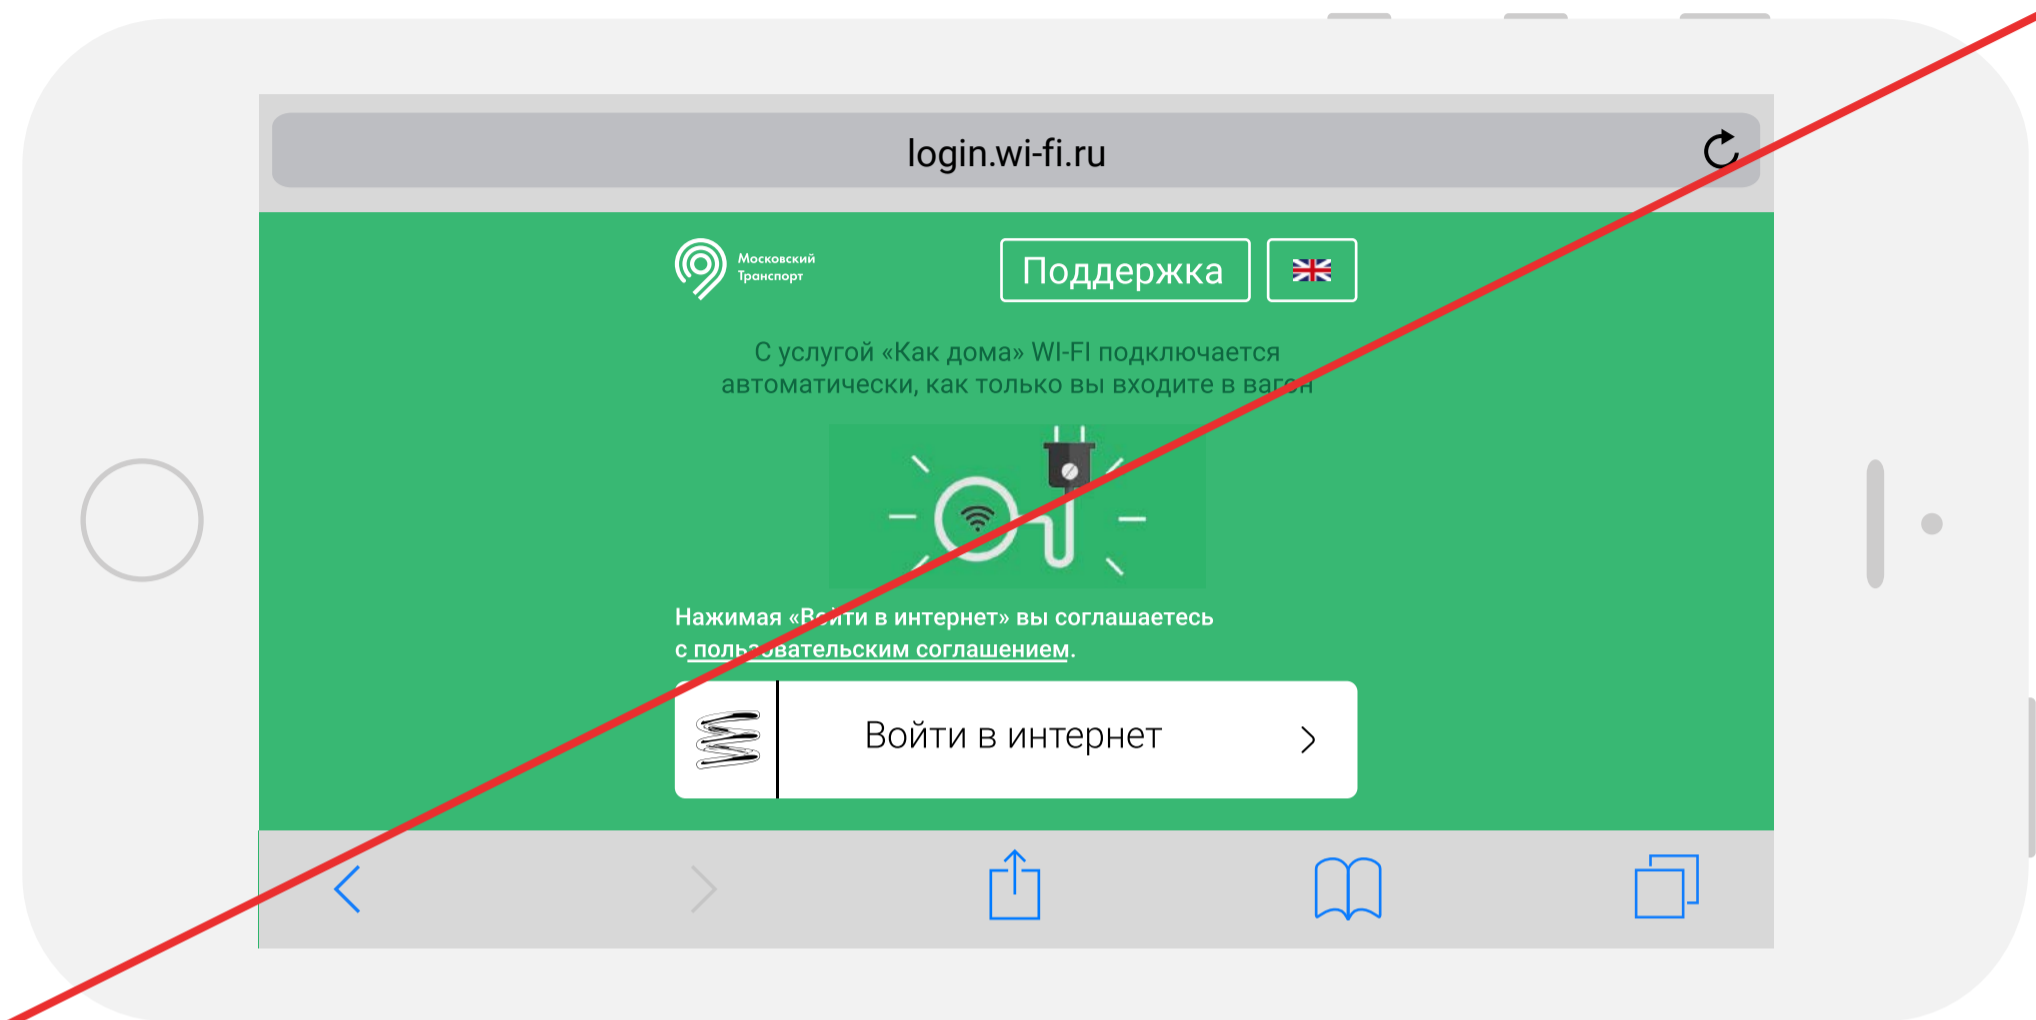 login.wi-fi.ru
Московский
Транспорт
Поддержка
С услугой «Как дома» WI-FI подключается
автоматически, как только вы входите в вагон
Нажимая «Войти в интернет» вы соглашаетесь
с пользовательским соглашением.
Войти в интернет